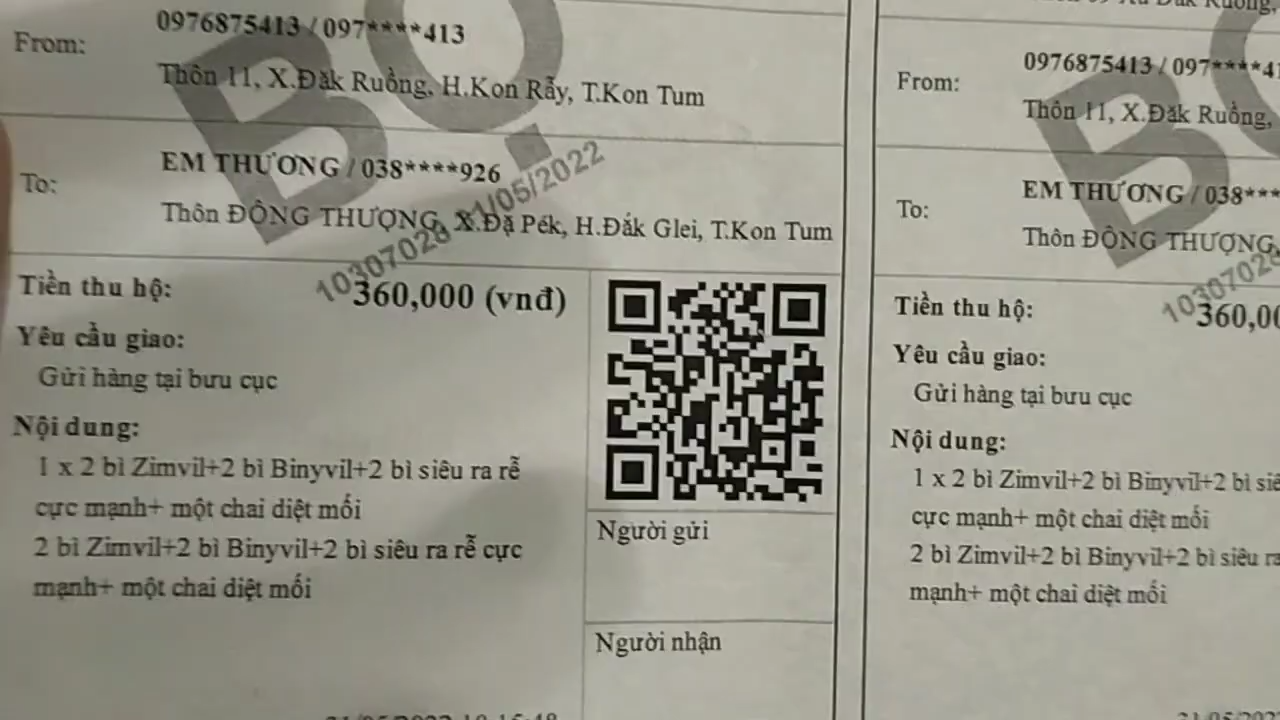 0976875413 / 097****413
From:
Thôn 11, X.Đăk Ruồng, H.Kon Rẫy, T.Kon Tum
EM THƯƠNG / 038****926
To:
Thôn ĐÔNG THƯỢNG, X.Đặ Pék, H.Đắk Glei, T.Kon Tum
Tiền thu hộ:
360,000 (vnđ)
Yêu cầu giao:
Gửi hàng tại bưu cục
Nội dung:
1 x 2 bì Zimvil+2 bì Binyvil+2 bì siêu ra rễ
cực mạnh+ một chai diệt mối
2 bì Zimvil+2 bì Binyvil+2 bì siêu ra rễ cực
mạnh+ một chai diệt mối
Người gửi
Người nhận
10307028
/05/2022
0976875413 / 097****41
From:
Thôn 11, X.Đăk Ruồng,
EM THƯƠNG / 038***
To:
Thôn ĐÔNG THƯỢNG,
Tiền thu hộ:
360,0
Yêu cầu giao:
Gửi hàng tại bưu cục
Nội dung:
1 x 2 bì Zimvil+2 bì Binyvil+2 bì
cực mạnh+ một chai diệt mối
2 bì Zimvil+2 bì Binyvil+2 bì siêu
mạnh+ một chai diệt mối